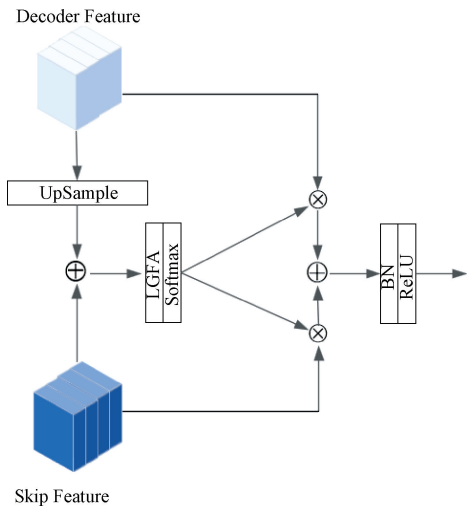 Decoder Feature
UpSample
LGFA
Softmax
BN
ReLU
Skip Feature